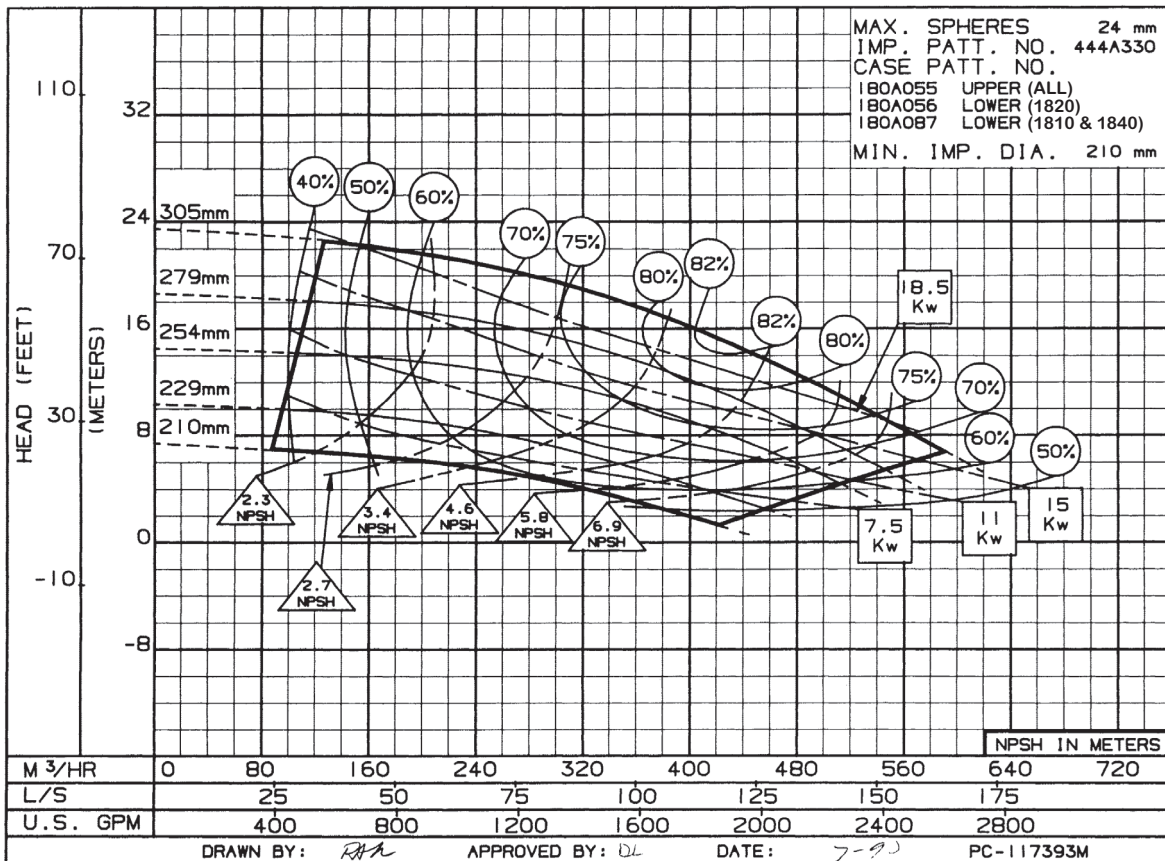 MAX. SPHERES 24 mm
IMP. PATT. NO. 444A330
CASE PATT. NO.
180A055 UPPER (ALL)
180A056 LOWER (1820)
180A087 LOWER (1810 & 1840)
MIN. IMP. DIA. 210 mm
HEAD (FEET)
(METERS)
110
70
30
-10
32
24
16
8
0
-8
305mm
279mm
254mm
229mm
210mm
40%
50%
60%
70%
75%
80%
82%
82%
80%
75%
70%
60%
50%
18.5 Kw
15 Kw
11 Kw
7.5 Kw
2.3 NPSH
2.7 NPSH
3.4 NPSH
4.6 NPSH
5.8 NPSH
6.9 NPSH
NPSH IN METERS
M³/HR 0 80 160 240 320 400 480 560 640 720
L/S 25 50 75 100 125 150 175
U.S. GPM 400 800 1200 1600 2000 2400 2800
DRAWN BY: APPROVED BY: DL DATE: 7-90 PC-117393M